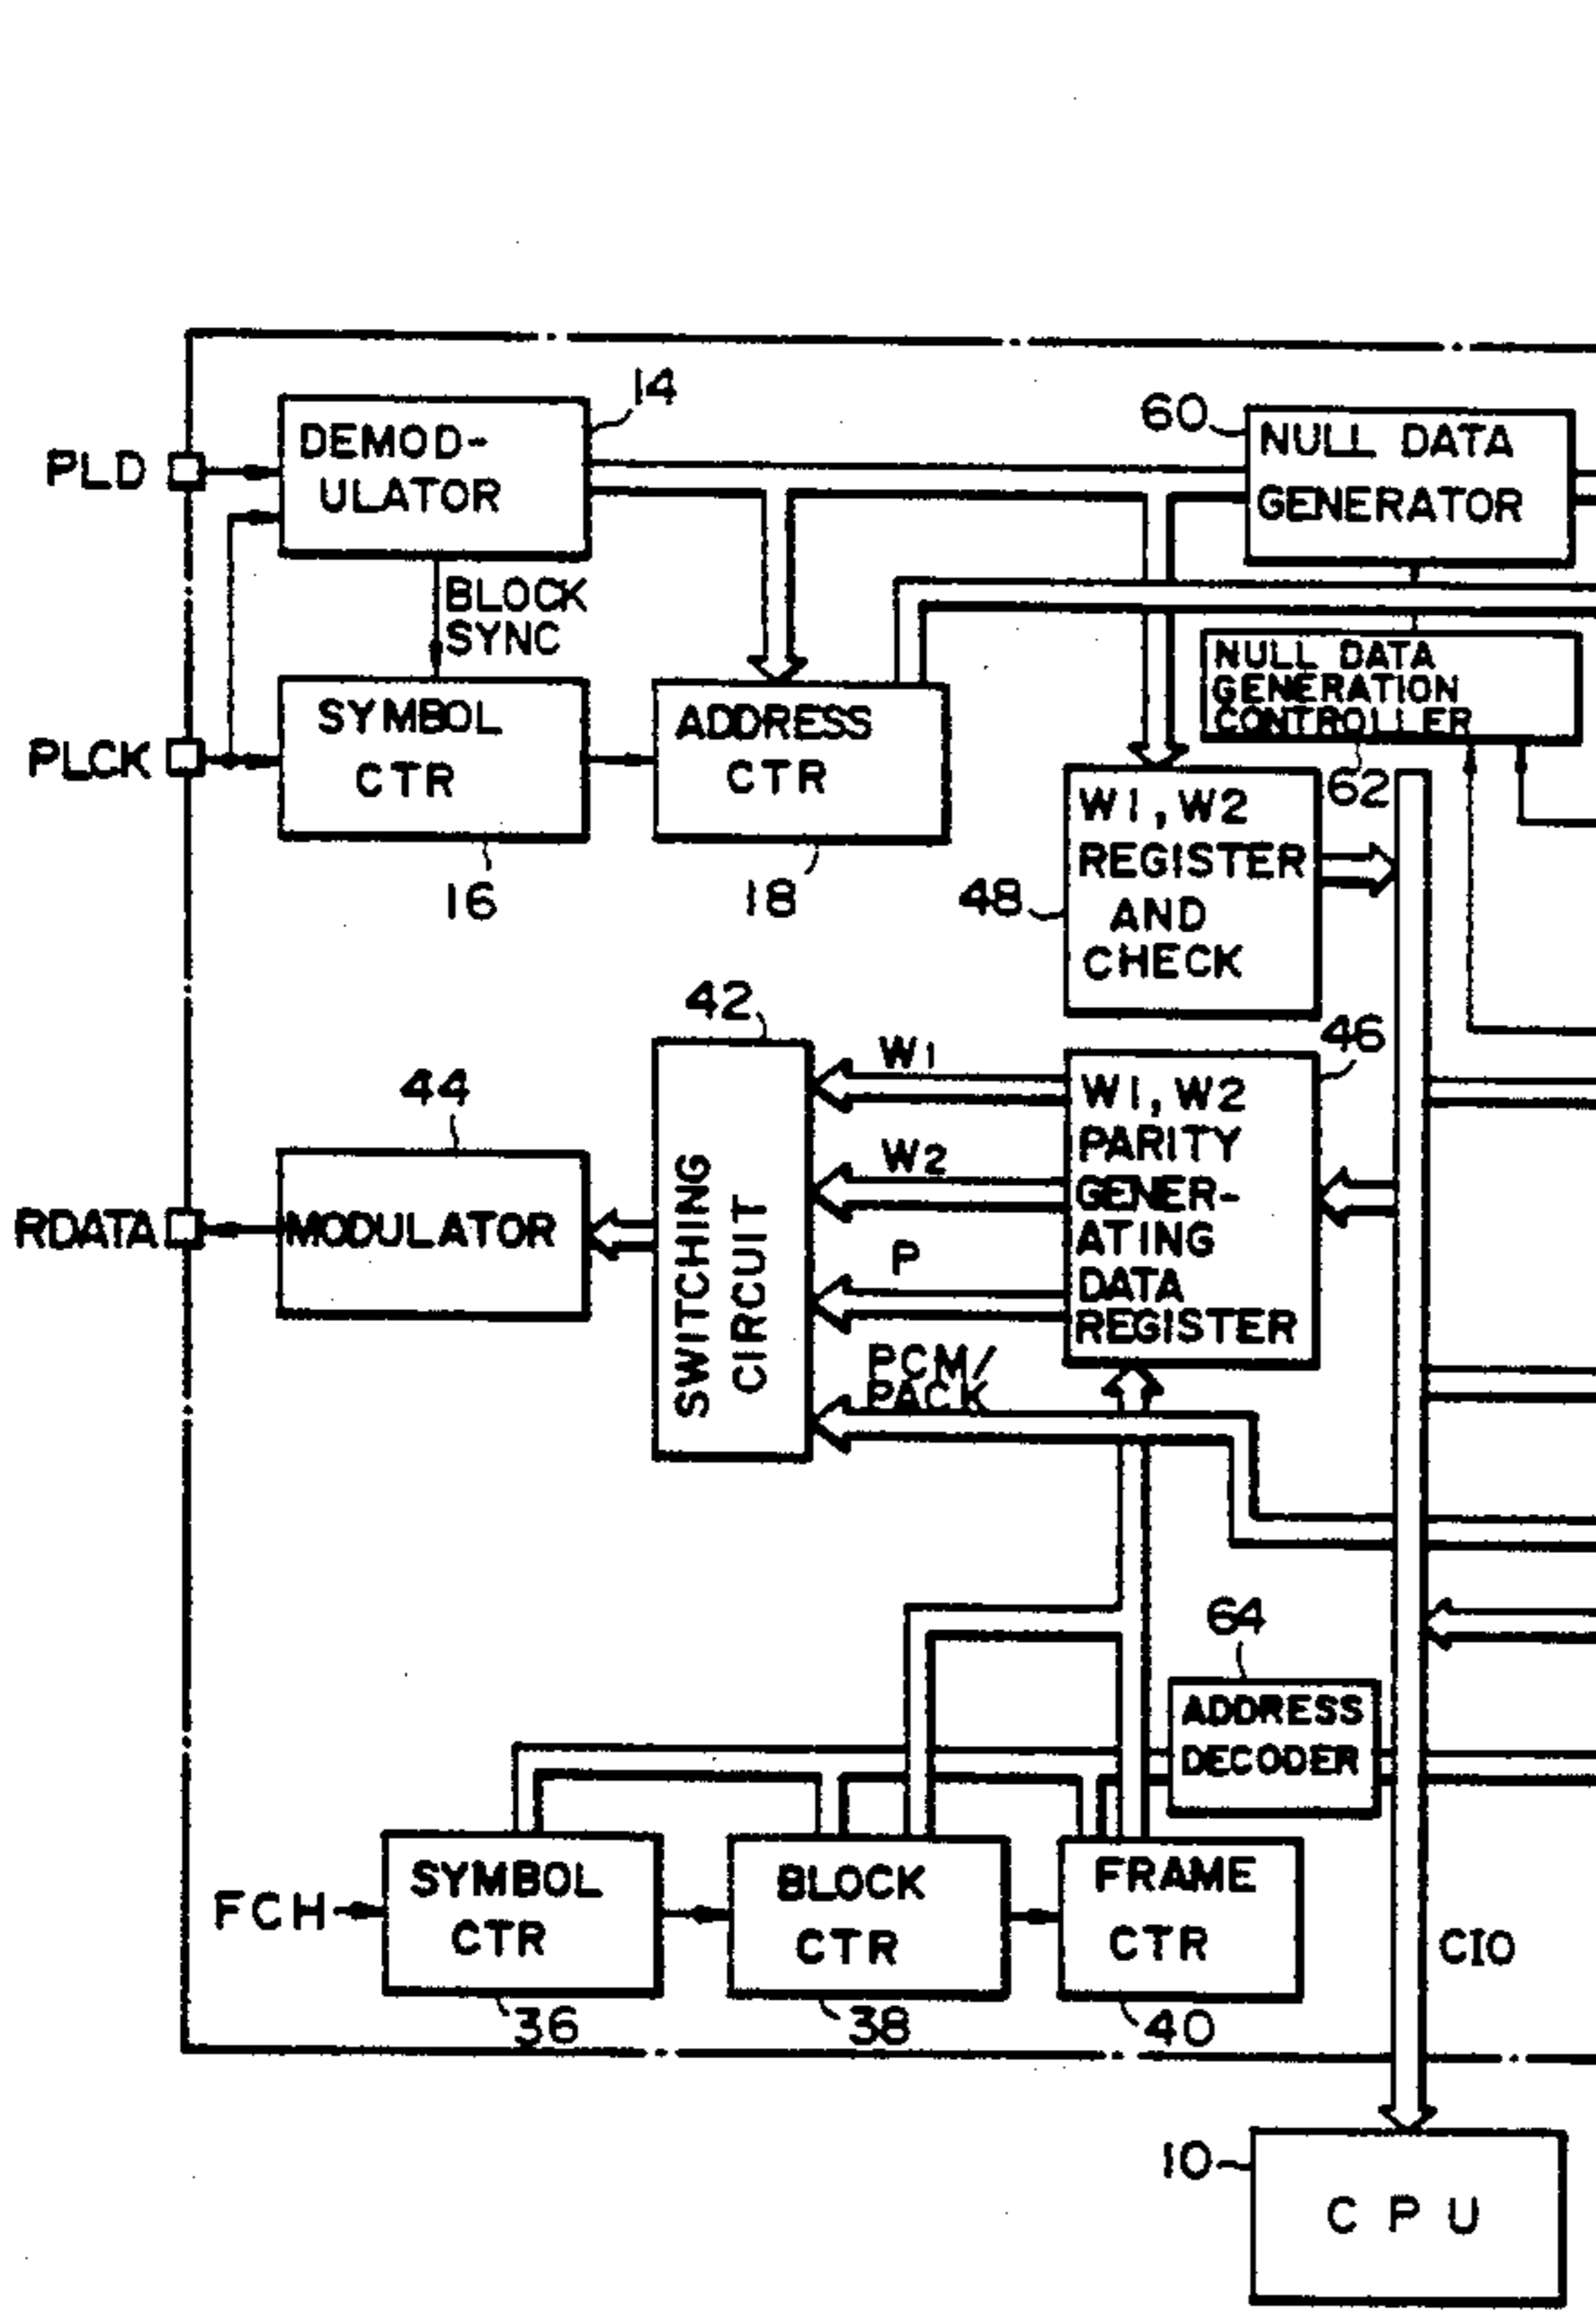 14
PLD
DEMOD-
ULATOR
60
NULL DATA
GENERATOR
BLOCK
SYNC
NULL DATA
GENERATION
CONTROLLER
62
PLCK
SYMBOL
CTR
16
ADDRESS
CTR
18
W1, W2
REGISTER
AND
CHECK
48
42
SWITCHING
CIRCUIT
W1
W2
P
PCM/
PACK
46
W1, W2
PARITY
GENER-
ATING
DATA
REGISTER
44
MODULATOR
RDATA
64
ADDRESS
DECODER
FCH
SYMBOL
CTR
36
BLOCK
CTR
38
FRAME
CTR
40
CIO
10
CPU